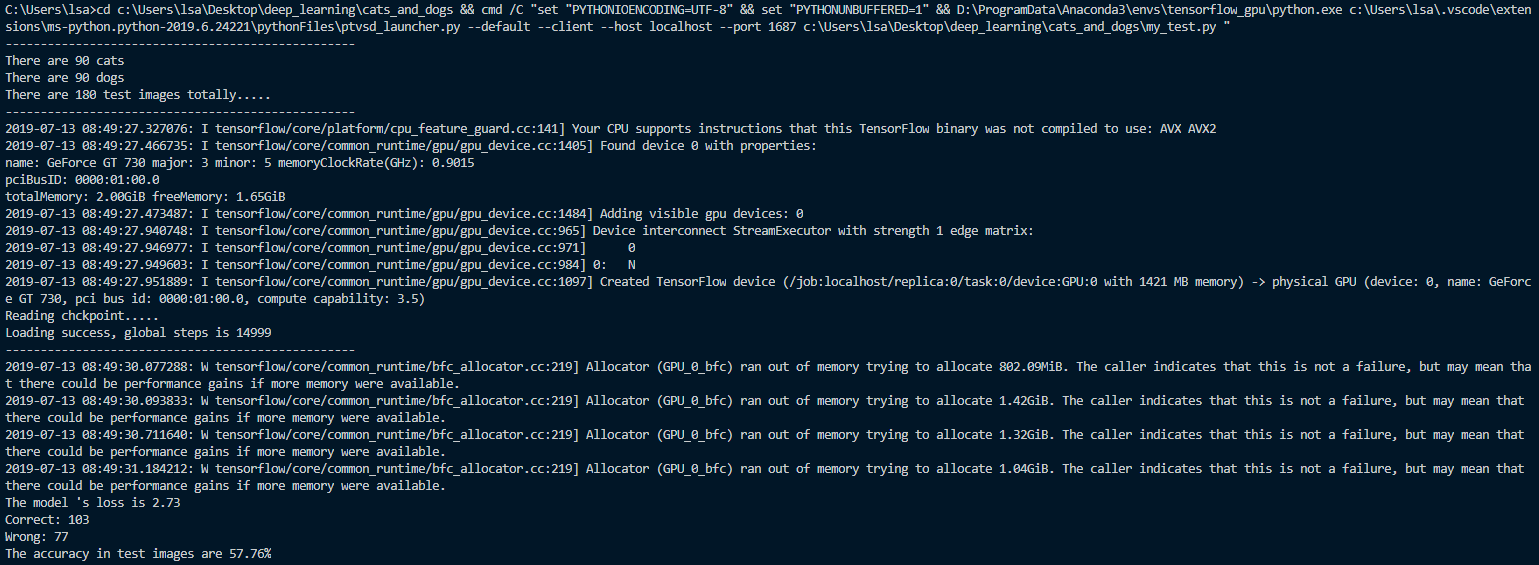 C:\Users\lsa>cd c:\Users\lsa\Desktop\deep_learning\cats_and_dogs && cmd /C "set "PYTHONIOENCODING=UTF-8" && set "PYTHONUNBUFFERED=1" && D:\ProgramData\Anaconda3\envs\tensorflow_gpu\python.exe c:\Users\lsa\.vscode\exten
sions\ms-python.python-2019.6.24221\pythonFiles\ptvsd_launcher.py --default --client --host localhost --port 1687 c:\Users\lsa\Desktop\deep_learning\cats_and_dogs\my_test.py "
--------------------------------------------------
There are 90 cats
There are 90 dogs
There are 180 test images totally.....
--------------------------------------------------
2019-07-13 08:49:27.327076: I tensorflow/core/platform/cpu_feature_guard.cc:141] Your CPU supports instructions that this TensorFlow binary was not compiled to use: AVX AVX2
2019-07-13 08:49:27.466735: I tensorflow/core/common_runtime/gpu/gpu_device.cc:1405] Found device 0 with properties:
name: GeForce GT 730 major: 3 minor: 5 memoryClockRate(GHz): 0.9015
pciBusID: 0000:01:00.0
totalMemory: 2.00GiB freeMemory: 1.65GiB
2019-07-13 08:49:27.473487: I tensorflow/core/common_runtime/gpu/gpu_device.cc:1484] Adding visible gpu devices: 0
2019-07-13 08:49:27.940748: I tensorflow/core/common_runtime/gpu/gpu_device.cc:965] Device interconnect StreamExecutor with strength 1 edge matrix:
2019-07-13 08:49:27.946977: I tensorflow/core/common_runtime/gpu/gpu_device.cc:971]      0
2019-07-13 08:49:27.949603: I tensorflow/core/common_runtime/gpu/gpu_device.cc:984] 0:   N
2019-07-13 08:49:27.951889: I tensorflow/core/common_runtime/gpu/gpu_device.cc:1097] Created TensorFlow device (/job:localhost/replica:0/task:0/device:GPU:0 with 1421 MB memory) -> physical GPU (device: 0, name: GeForc
e GT 730, pci bus id: 0000:01:00.0, compute capability: 3.5)
Reading chckpoint.....
Loading success, global steps is 14999
--------------------------------------------------
2019-07-13 08:49:30.077288: W tensorflow/core/common_runtime/bfc_allocator.cc:219] Allocator (GPU_0_bfc) ran out of memory trying to allocate 802.09MiB. The caller indicates that this is not a failure, but may mean tha
t there could be performance gains if more memory were available.
2019-07-13 08:49:30.093833: W tensorflow/core/common_runtime/bfc_allocator.cc:219] Allocator (GPU_0_bfc) ran out of memory trying to allocate 1.42GiB. The caller indicates that this is not a failure, but may mean that
there could be performance gains if more memory were available.
2019-07-13 08:49:30.711640: W tensorflow/core/common_runtime/bfc_allocator.cc:219] Allocator (GPU_0_bfc) ran out of memory trying to allocate 1.32GiB. The caller indicates that this is not a failure, but may mean that
there could be performance gains if more memory were available.
2019-07-13 08:49:31.184212: W tensorflow/core/common_runtime/bfc_allocator.cc:219] Allocator (GPU_0_bfc) ran out of memory trying to allocate 1.04GiB. The caller indicates that this is not a failure, but may mean that
there could be performance gains if more memory were available.
The model 's loss is 2.73
Correct: 103
Wrong: 77
The accuracy in test images are 57.76%